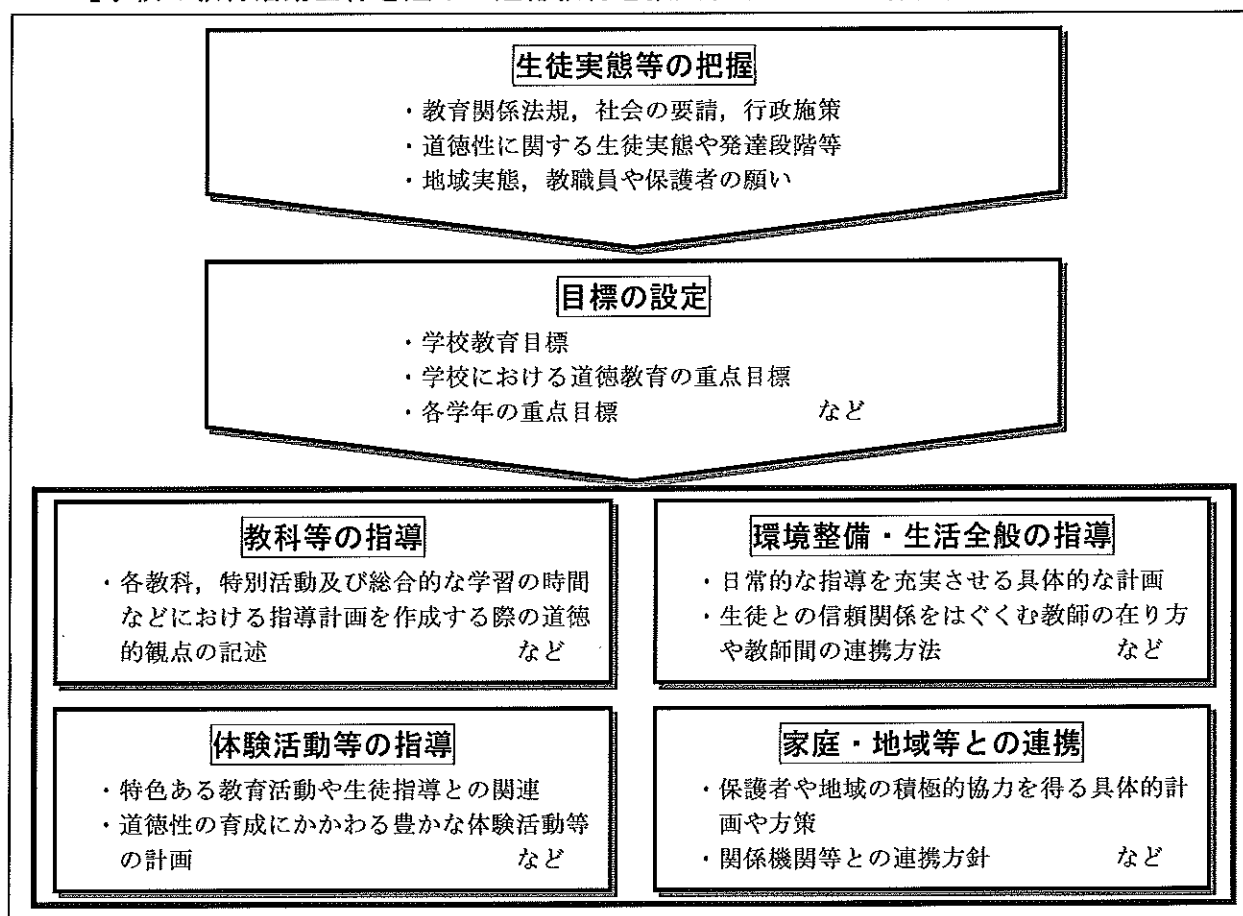 生徒実態等の把握
・教育関係法規，社会の要請，行政施策
・道徳性に関する生徒実態や発達段階等
・地域実態，教職員や保護者の願い
目標の設定
・学校教育目標
・学校における道徳教育の重点目標
・各学年の重点目標 など
教科等の指導
・各教科，特別活動及び総合的な学習の時間
などにおける指導計画を作成する際の道徳
的観点の記述 など
環境整備・生活全般の指導
・日常的な指導を充実させる具体的な計画
・生徒との信頼関係をはぐくむ教師の在り方
や教師間の連携方法 など
体験活動等の指導
・特色ある教育活動や生徒指導との関連
・道徳性の育成にかかわる豊かな体験活動等
の計画 など
家庭・地域等との連携
・保護者や地域の積極的協力を得る具体的計
画や方策
・関係機関等との連携方針 など